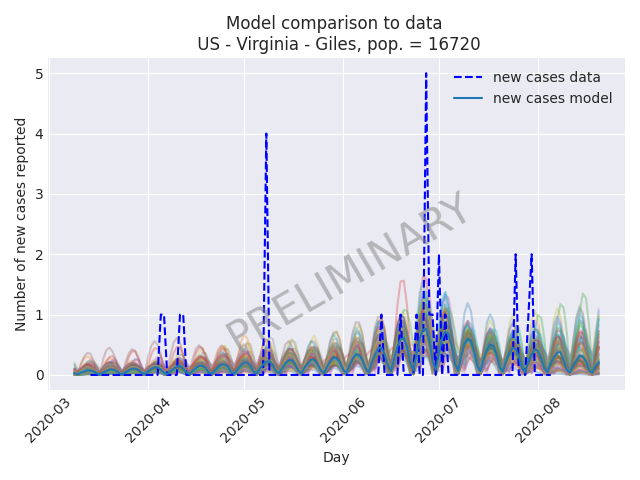 Model comparison to data
US - Virginia - Giles, pop. = 16720
new cases data
new cases model
PRELIMINARY
Number of new cases reported
5
4
3
2
1
0
2020-03
2020-04
2020-05
2020-06
2020-07
2020-08
Day